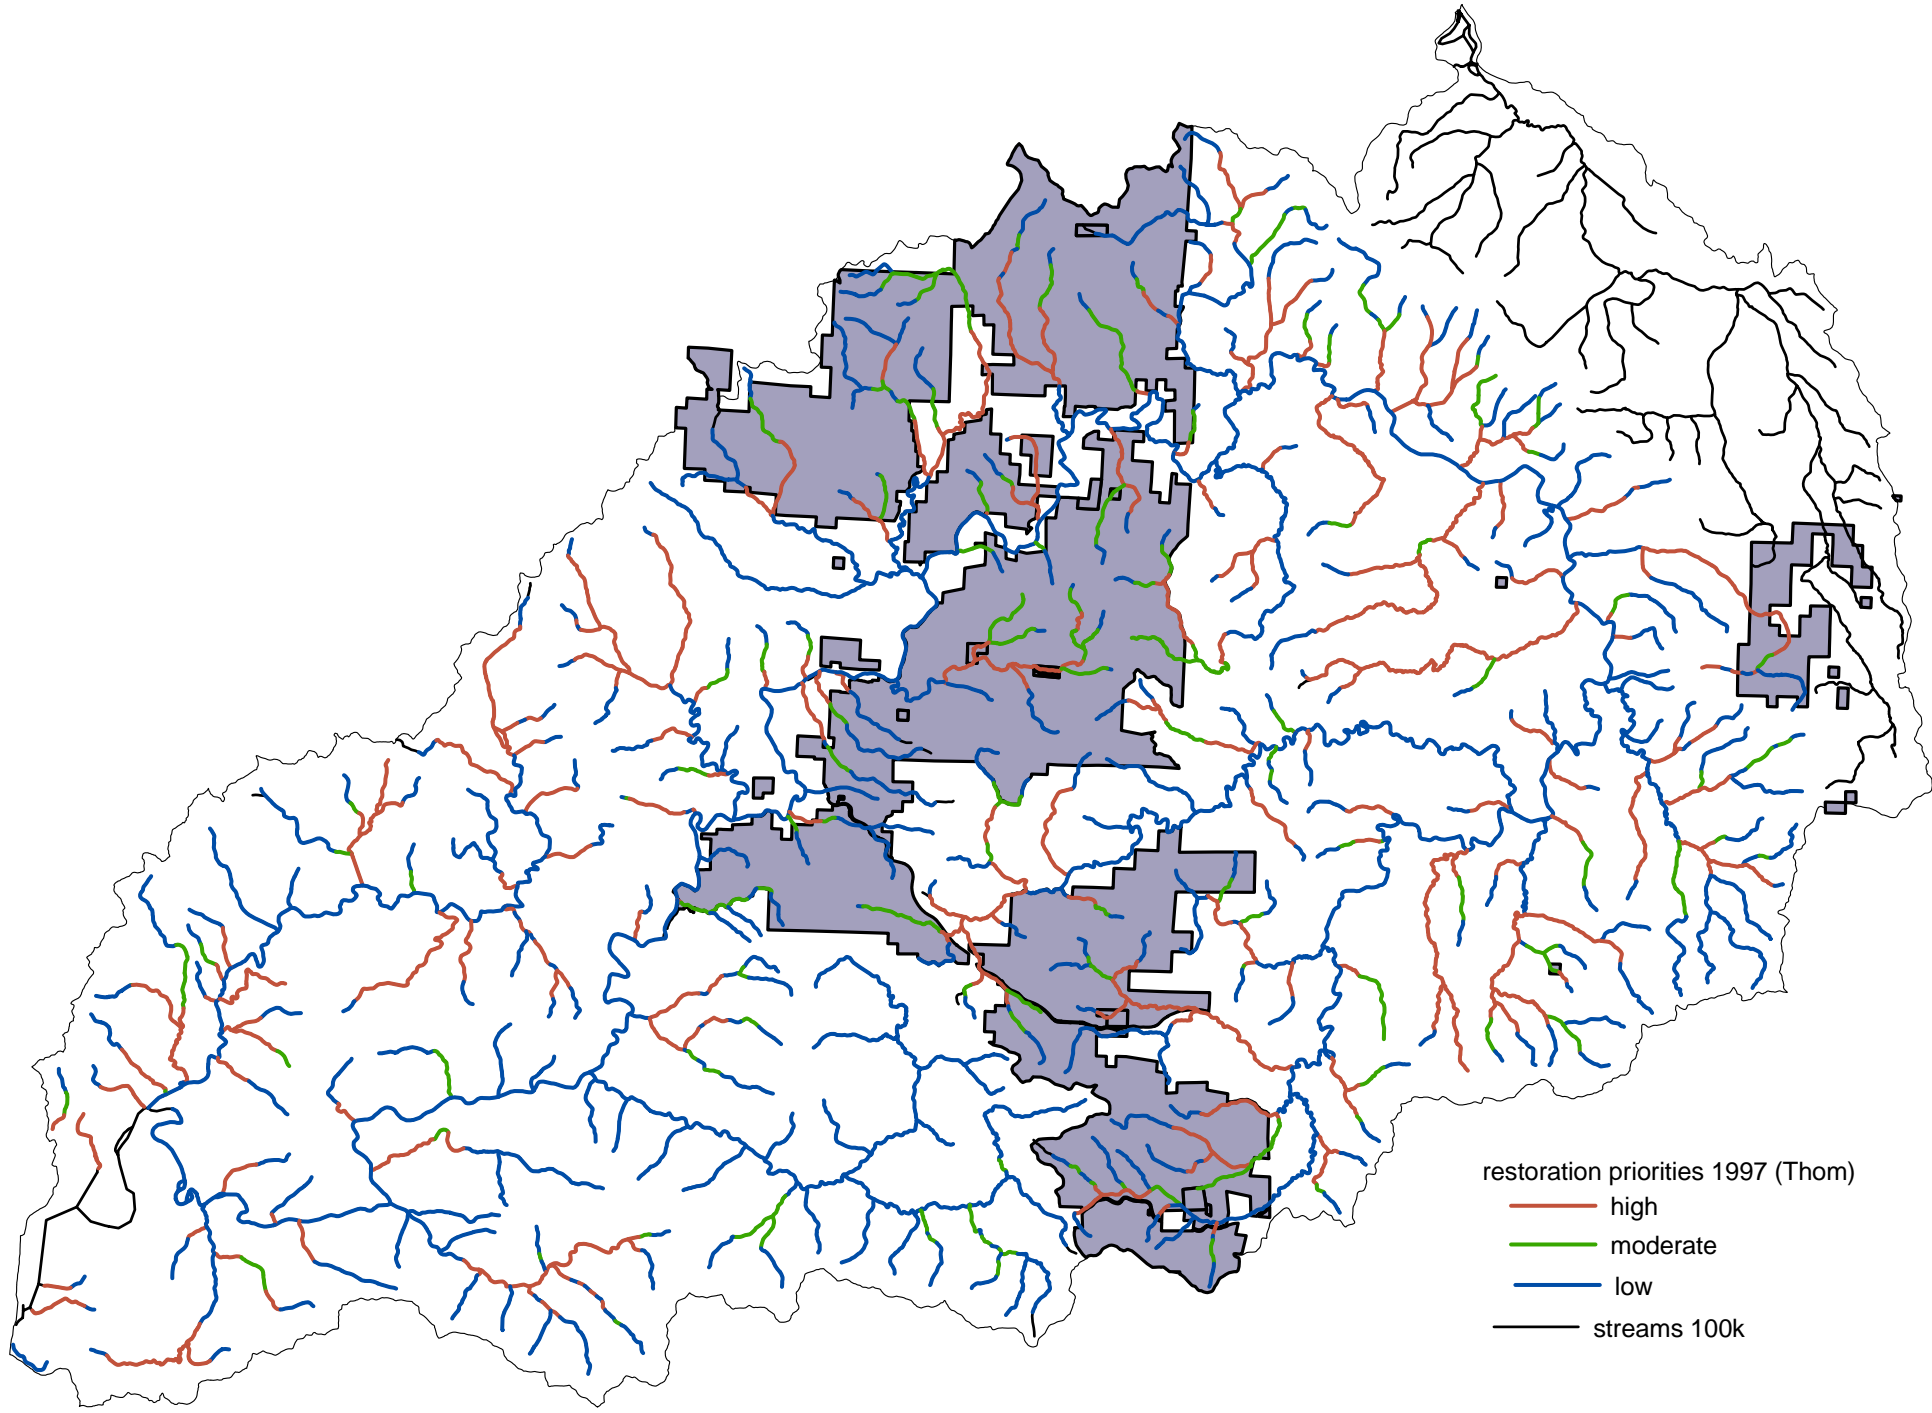 restoration priorities 1997 (Thom)
high
moderate
low
streams 100k